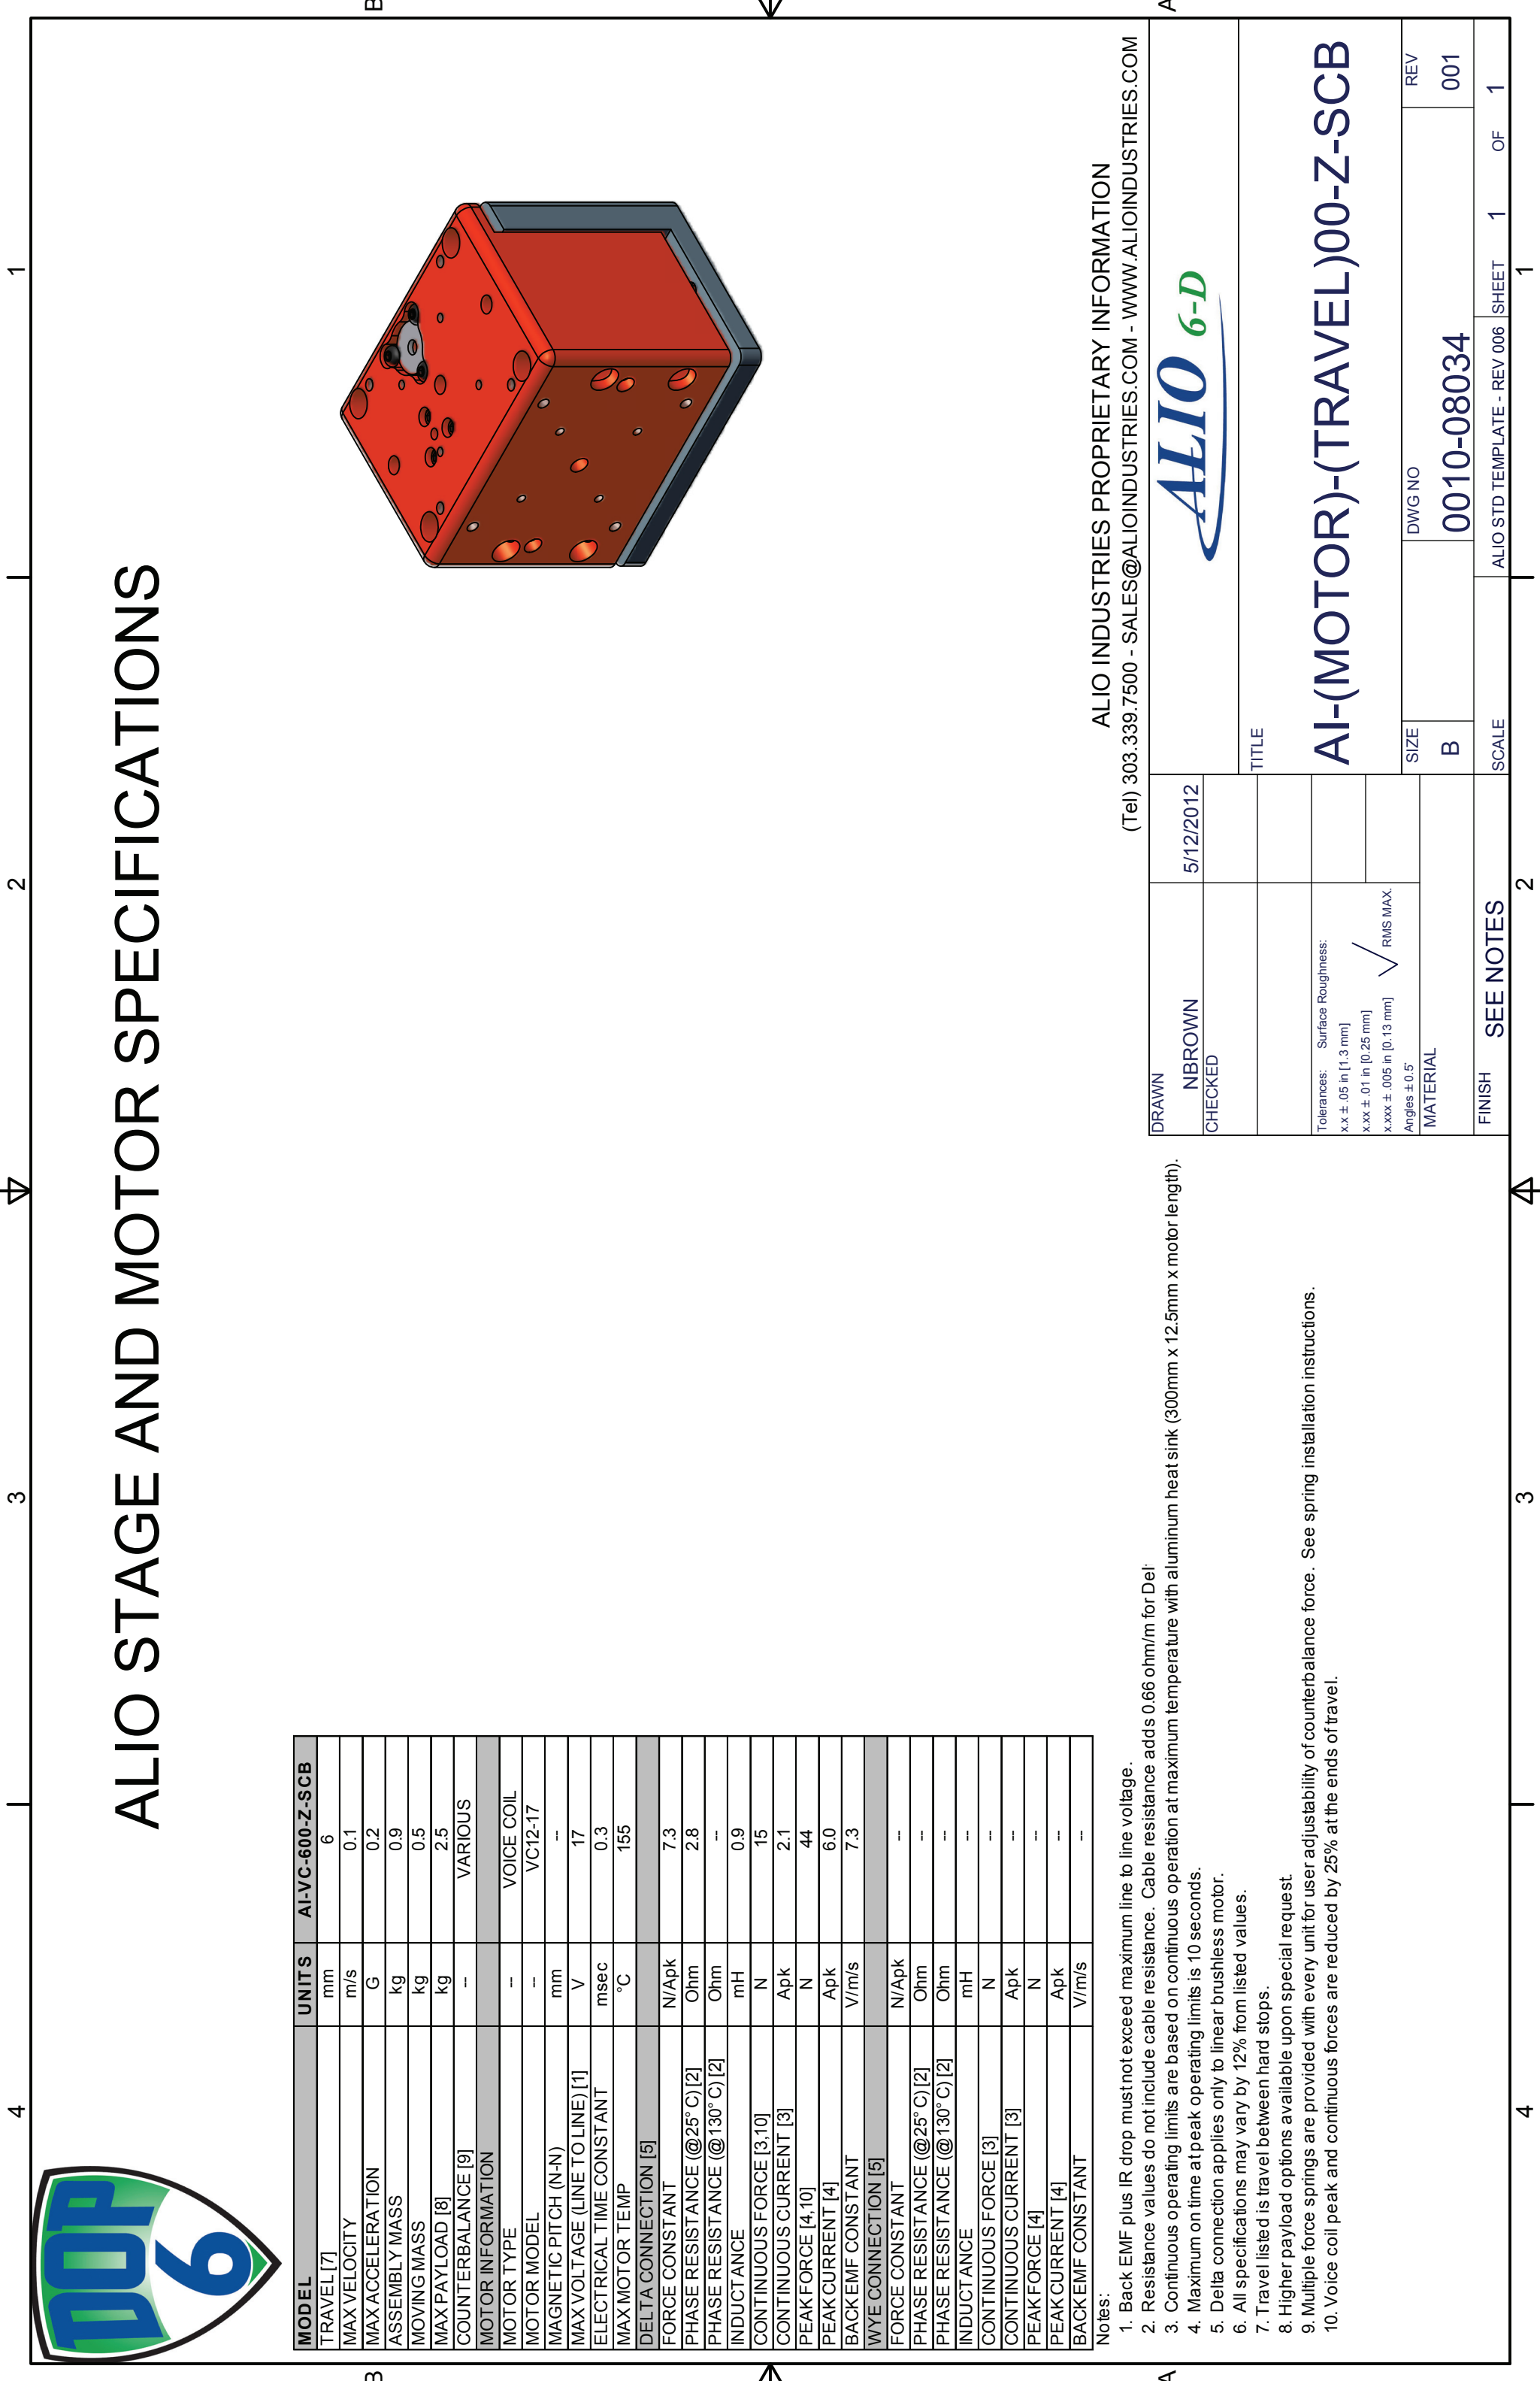 DOP
6
ALIO STAGE AND MOTOR SPECIFICATIONS
4 3 2 1
B B
A A
MODEL UNITS AI-VC-600-Z-SCB
TRAVEL [7] mm 6
MAX VELOCITY m/s 0.1
MAX ACCELERATION G 0.2
ASSEMBLY MASS kg 0.9
MOVING MASS kg 0.5
MAX PAYLOAD [8] kg 2.5
COUNTERBALANCE [9] -- VARIOUS
MOTOR INFORMATION
MOTOR TYPE -- VOICE COIL
MOTOR MODEL -- VC12-17
MAGNETIC PITCH (N-N) mm --
MAX VOLTAGE (LINE TO LINE) [1] V 17
ELECTRICAL TIME CONSTANT msec 0.3
MAX MOTOR TEMP °C 155
DELTA CONNECTION [5]
FORCE CONSTANT N/Apk 7.3
PHASE RESISTANCE (@25°C) [2] Ohm 2.8
PHASE RESISTANCE (@130°C) [2] Ohm --
INDUCTANCE mH 0.9
CONTINUOUS FORCE [3,10] N 15
CONTINUOUS CURRENT [3] Apk 2.1
PEAK FORCE [4,10] N 44
PEAK CURRENT [4] Apk 6.0
BACK EMF CONSTANT V/m/s 7.3
WYE CONNECTION [5]
FORCE CONSTANT N/Apk --
PHASE RESISTANCE (@25°C) [2] Ohm --
PHASE RESISTANCE (@130°C) [2] Ohm --
INDUCTANCE mH --
CONTINUOUS FORCE [3] N --
CONTINUOUS CURRENT [3] Apk --
PEAK FORCE [4] N --
PEAK CURRENT [4] Apk --
BACK EMF CONSTANT V/m/s --
Notes:
1. Back EMF plus IR drop must not exceed maximum line to line voltage.
2. Resistance values do not include cable resistance. Cable resistance adds 0.66 ohm/m for Del
3. Continuous operating limits are based on continuous operation at maximum temperature with aluminum heat sink (300mm x 12.5mm x motor length).
4. Maximum on time at peak operating limits is 10 seconds.
5. Delta connection applies only to linear brushless motor.
6. All specifications may vary by 12% from listed values.
7. Travel listed is travel between hard stops.
8. Higher payload options available upon special request.
9. Multiple force springs are provided with every unit for user adjustability of counterbalance force. See spring installation instructions.
10. Voice coil peak and continuous forces are reduced by 25% at the ends of travel.
ALIO INDUSTRIES PROPRIETARY INFORMATION
(Tel) 303.339.7500 - SALES@ALIOINDUSTRIES.COM - WWW.ALIOINDUSTRIES.COM
DRAWN
NBROWN 5/12/2012
CHECKED
Tolerances: Surface Roughness:
x.x ± .05 in [1.3 mm]
x.xx ± .01 in [0.25 mm]
x.xxx ± .005 in [0.13 mm] RMS MAX.
Angles ± 0.5°
MATERIAL
FINISH
SEE NOTES
ALIO 6-D
TITLE
AI-(MOTOR)-(TRAVEL)00-Z-SCB
SIZE DWG NO REV
B 0010-08034 001
SCALE ALIO STD TEMPLATE - REV 006 SHEET 1 OF 1
4 3 2 1